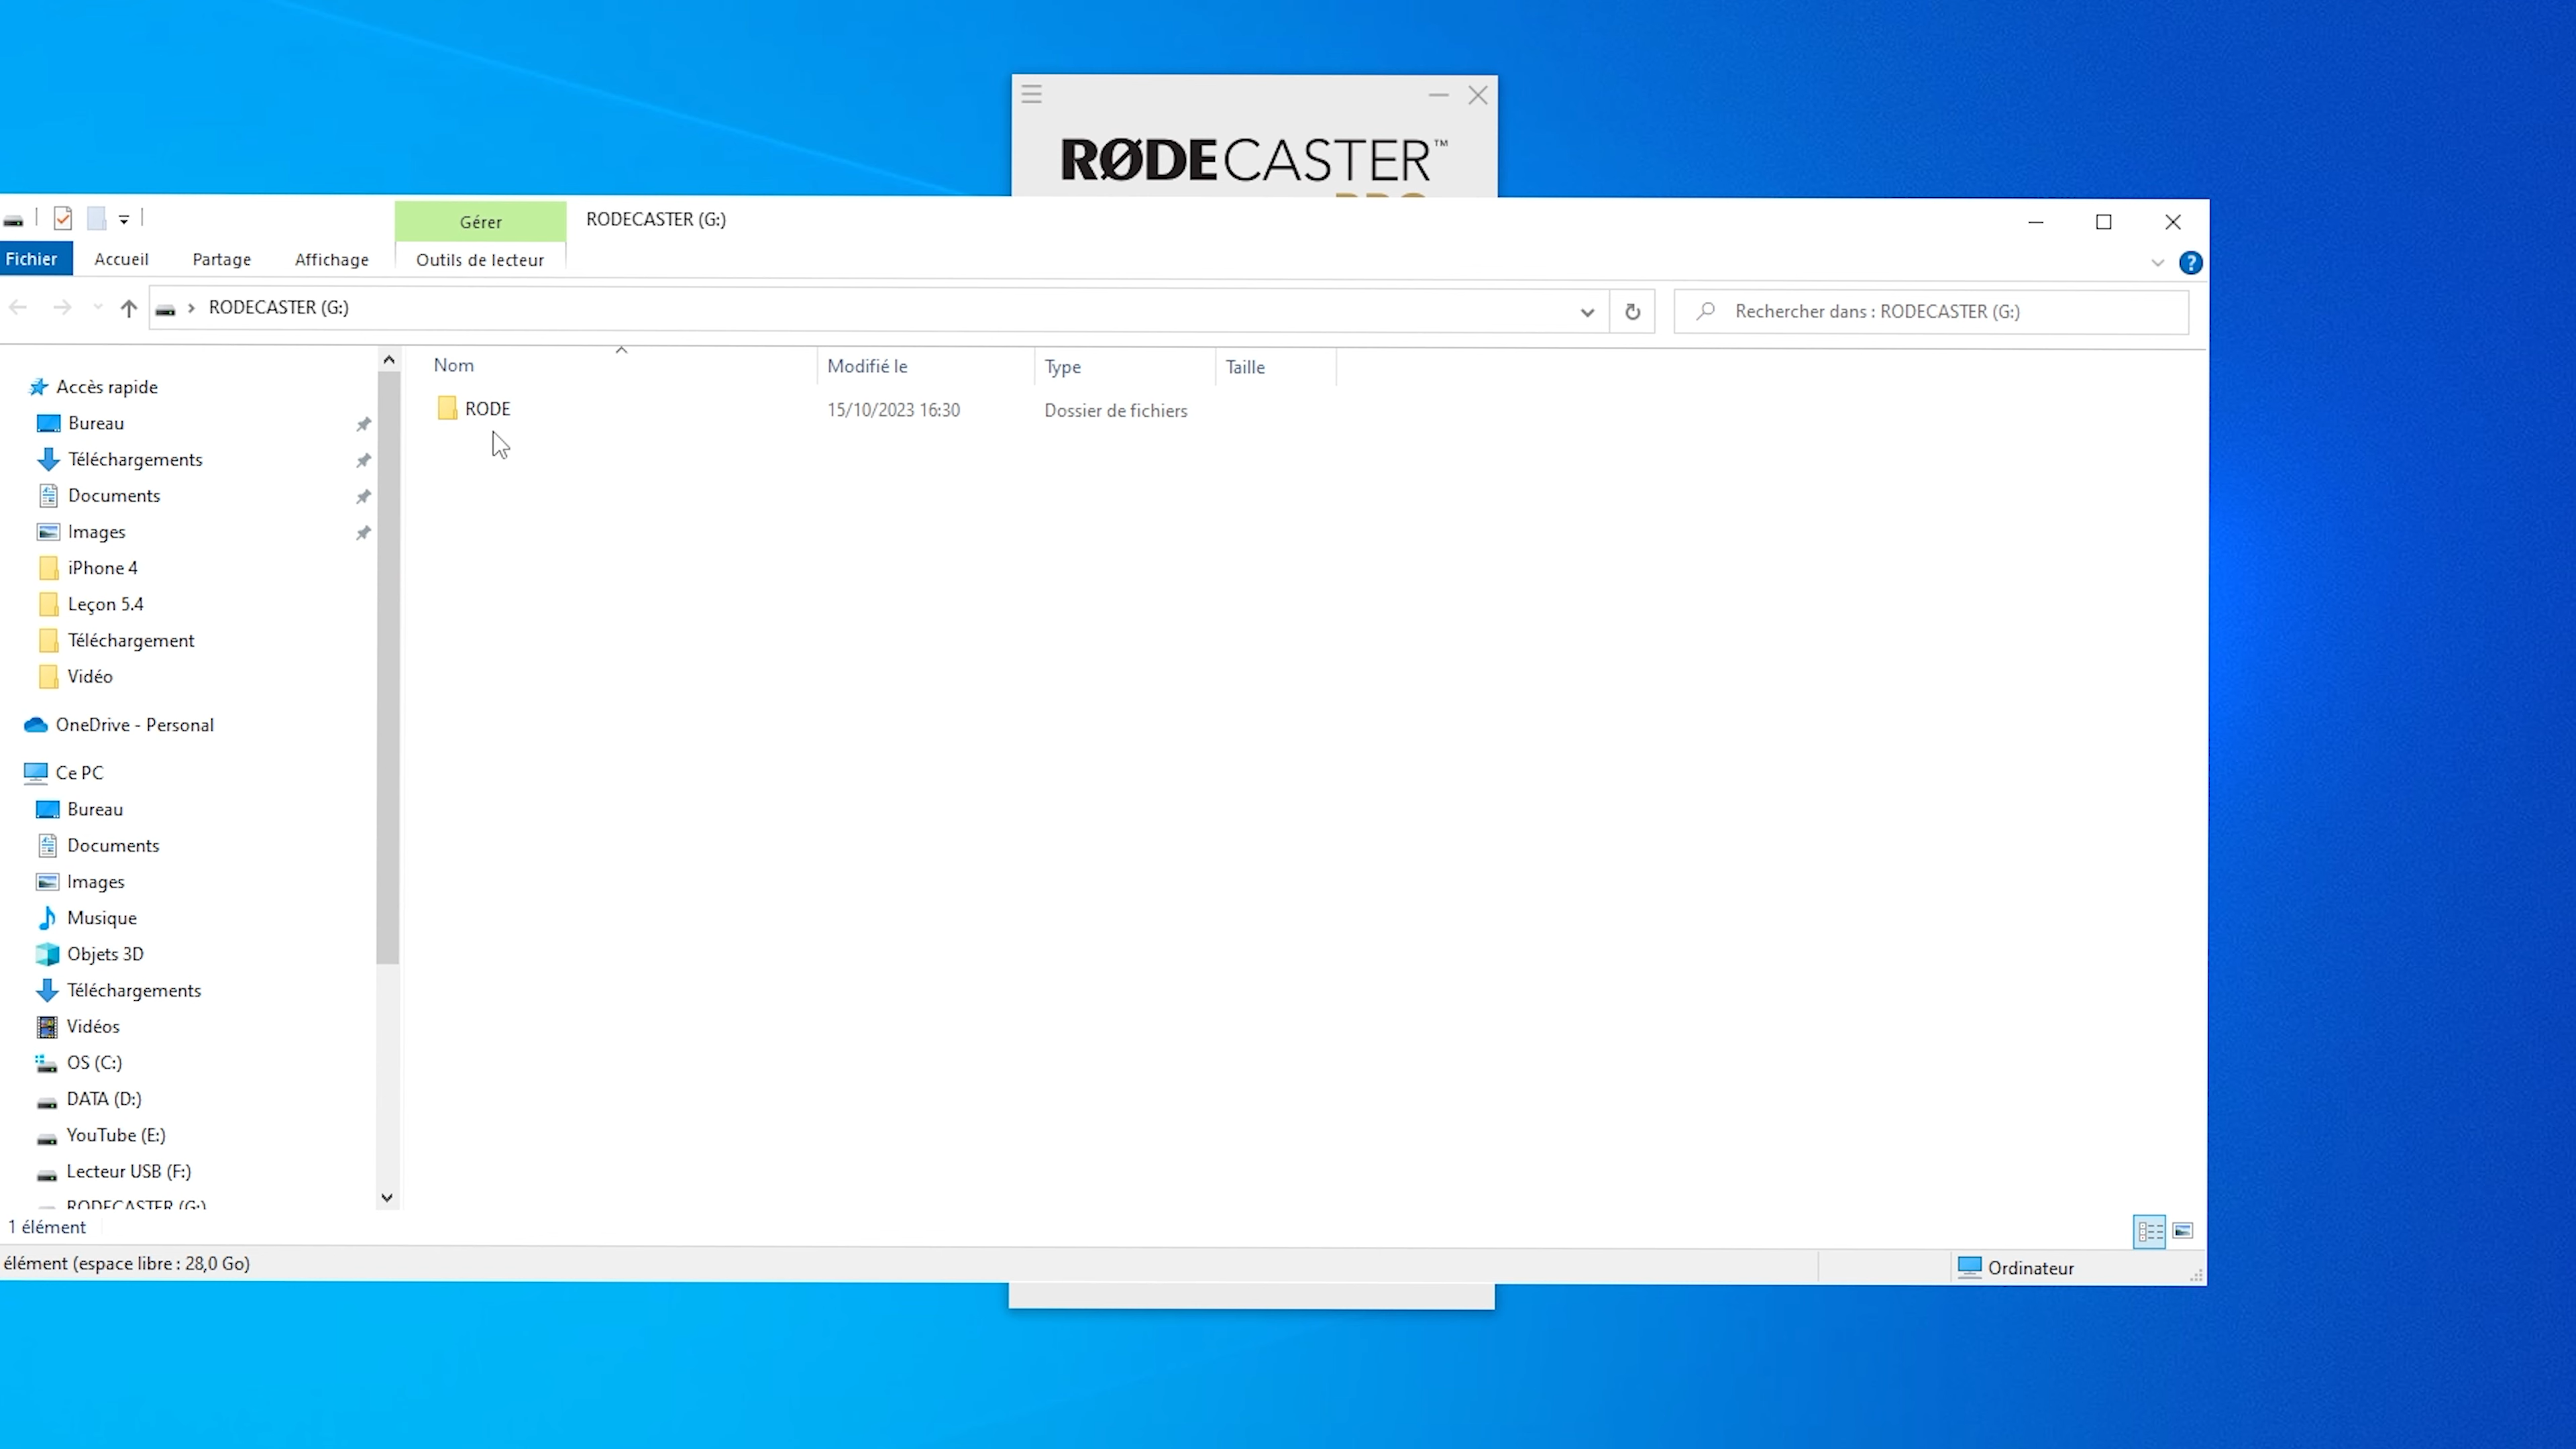 RØDECASTER™
PRO
Gérer
RODECASTER (G:)
Fichier
Accueil
Partage
Affichage
Outils de lecteur
RODECASTER (G:)
Rechercher dans : RODECASTER (G:)
Nom
Modifié le
Type
Taille
RODE
15/10/2023 16:30
Dossier de fichiers
Accès rapide
Bureau
Téléchargements
Documents
Images
iPhone 4
Leçon 5.4
Téléchargement
Vidéo
OneDrive - Personal
Ce PC
Bureau
Documents
Images
Musique
Objets 3D
Téléchargements
Vidéos
OS (C:)
DATA (D:)
YouTube (E:)
Lecteur USB (F:)
RODECASTER (G:)
1 élément
élément (espace libre : 28,0 Go)
Ordinateur